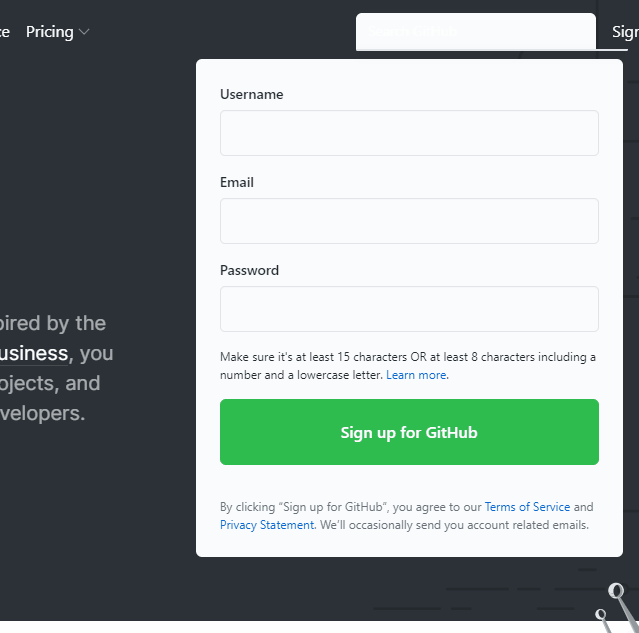 ce Pricing Sign
Username
Email
Password
Make sure it's at least 15 characters OR at least 8 characters including a
number and a lowercase letter. Learn more.
Sign up for GitHub
By clicking “Sign up for GitHub”, you agree to our Terms of Service and
Privacy Statement. We'll occasionally send you account related emails.
pired by the
usiness, you
ojects, and
velopers.